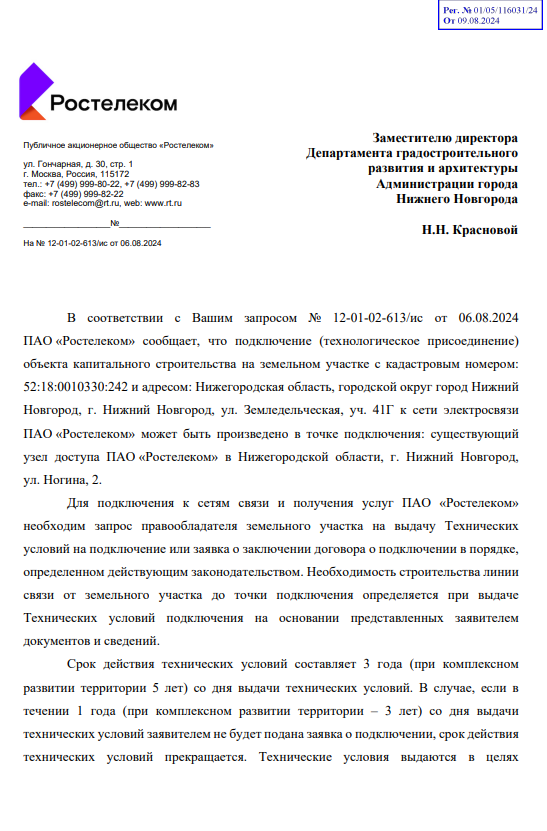 Рег. № 01/05/116031/24
От 09.08.2024
Ростелеком
Публичное акционерное общество «Ростелеком»
ул. Гончарная, д. 30, стр. 1
г. Москва, Россия, 115172
тел.: +7 (499) 999-80-22, +7 (499) 999-82-83
факс: +7 (499) 999-82-22
e-mail: rostelecom@rt.ru, web: www.rt.ru
___________________№____________________
На № 12-01-02-613/ис от 06.08.2024
Заместителю директора
Департамента градостроительного
развития и архитектуры
Администрации города
Нижнего Новгорода
Н.Н. Красновой
В соответствии с Вашим запросом № 12-01-02-613/ис от 06.08.2024
ПАО «Ростелеком» сообщает, что подключение (технологическое присоединение)
объекта капитального строительства на земельном участке с кадастровым номером:
52:18:0010330:242 и адресом: Нижегородская область, городской округ город Нижний
Новгород, г. Нижний Новгород, ул. Земледельческая, уч. 41Г к сети электросвязи
ПАО «Ростелеком» может быть произведено в точке подключения: существующий
узел доступа ПАО «Ростелеком» в Нижегородской области, г. Нижний Новгород,
ул. Ногина, 2.
Для подключения к сетям связи и получения услуг ПАО «Ростелеком»
необходим запрос правообладателя земельного участка на выдачу Технических
условий на подключение или заявка о заключении договора о подключении в порядке,
определенном действующим законодательством. Необходимость строительства линии
связи от земельного участка до точки подключения определяется при выдаче
Технических условий подключения на основании представленных заявителем
документов и сведений.
Срок действия технических условий составляет 3 года (при комплексном
развитии территории 5 лет) со дня выдачи технических условий. В случае, если в
течении 1 года (при комплексном развитии территории – 3 лет) со дня выдачи
технических условий заявителем не будет подана заявка о подключении, срок действия
технических условий прекращается. Технические условия выдаются в целях